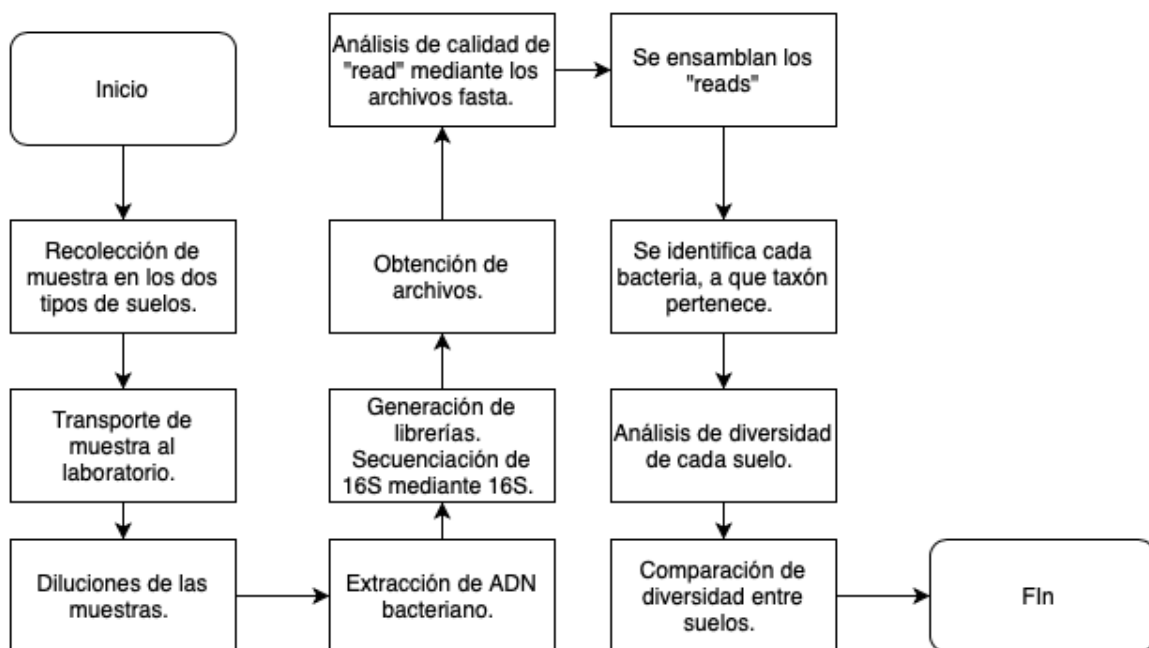 Inicio
Recolección de
muestra en los dos
tipos de suelos.
Transporte de
muestra al
laboratorio.
Diluciones de las
muestras.
Extracción de ADN
bacteriano.
Generación de
librerías.
Secuenciación de
16S mediante 16S.
Obtención de
archivos.
Análisis de calidad de
"read" mediante los
archivos fasta.
Se ensamblan los
"reads"
Se identifica cada
bacteria, a que taxón
pertenece.
Análisis de diversidad
de cada suelo.
Comparación de
diversidad entre
suelos.
FIn